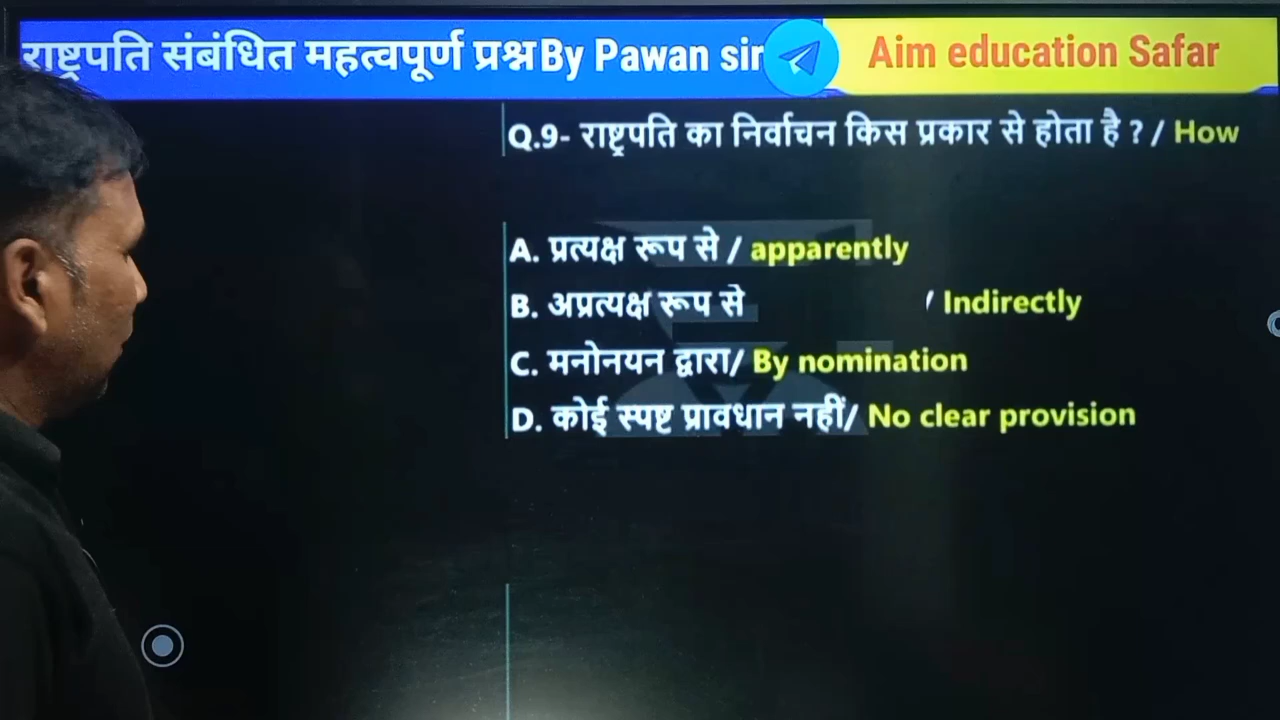 राष्ट्रपति संबंधित महत्वपूर्ण प्रश्न By Pawan sir Aim education Safar
Q.9- राष्ट्रपति का निर्वाचन किस प्रकार से होता है ? / How
A. प्रत्यक्ष रूप से / apparently
B. अप्रत्यक्ष रूप से / Indirectly
C. मनोनयन द्वारा/ By nomination
D. कोई स्पष्ट प्रावधान नहीं/ No clear provision